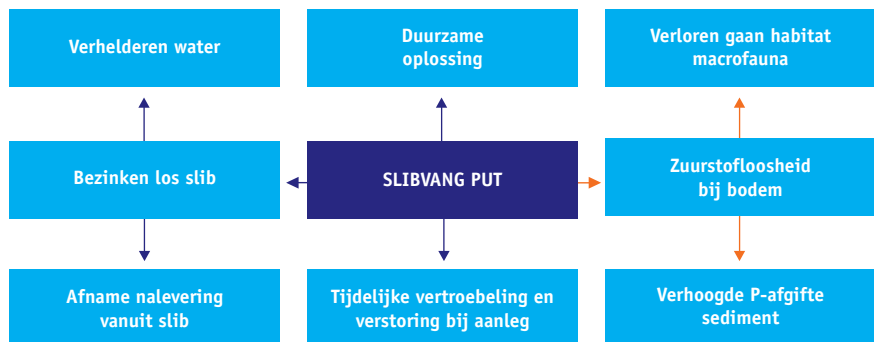 Verhelderen water
Duurzame
oplossing
Verloren gaan habitat
macrofauna
Bezinken los slib
SLIBVANG PUT
Zuurstofloosheid
bij bodem
Afname nalevering
vanuit slib
Tijdelijke vertroebeling en
verstoring bij aanleg
Verhoogde P-afgifte
sediment